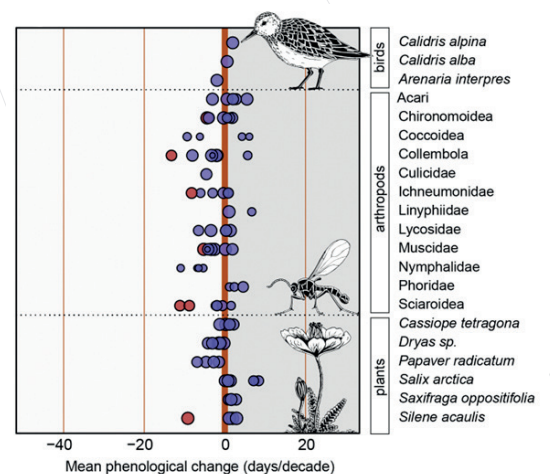 birds
Calidris alpina
Calidris alba
Arenaria interpres
arthropods
Acari
Chironomoidea
Coccoidea
Collembola
Culicidae
Ichneumonidae
Linyphiidae
Lycosidae
Muscidae
Nymphalidae
Phoridae
Sciaroidea
plants
Cassiope tetragona
Dryas sp.
Papaver radicatum
Salix arctica
Saxifraga oppositifolia
Silene acaulis
−40 −20 0 20
Mean phenological change (days/decade)